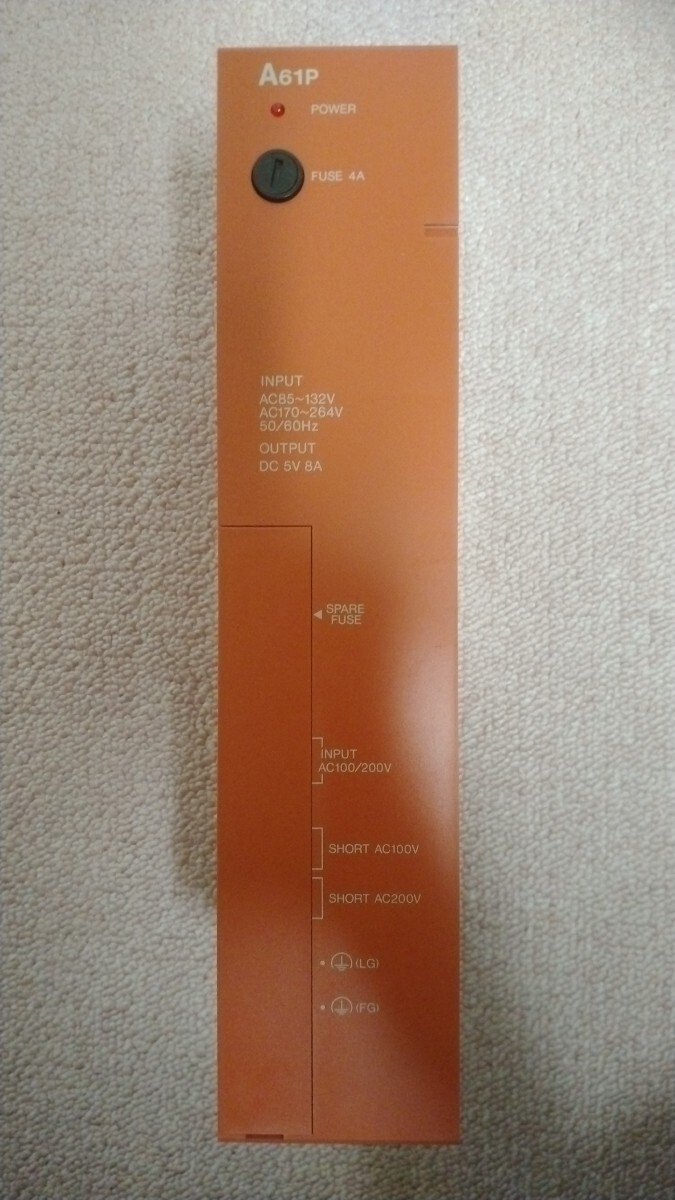 A61P
POWER
FUSE 4A
INPUT
AC85~132V
AC170~264V
50/60Hz
OUTPUT
DC 5V 8A
SPARE
FUSE
INPUT
AC100/200V
SHORT AC100V
SHORT AC200V
(LG)
(FG)